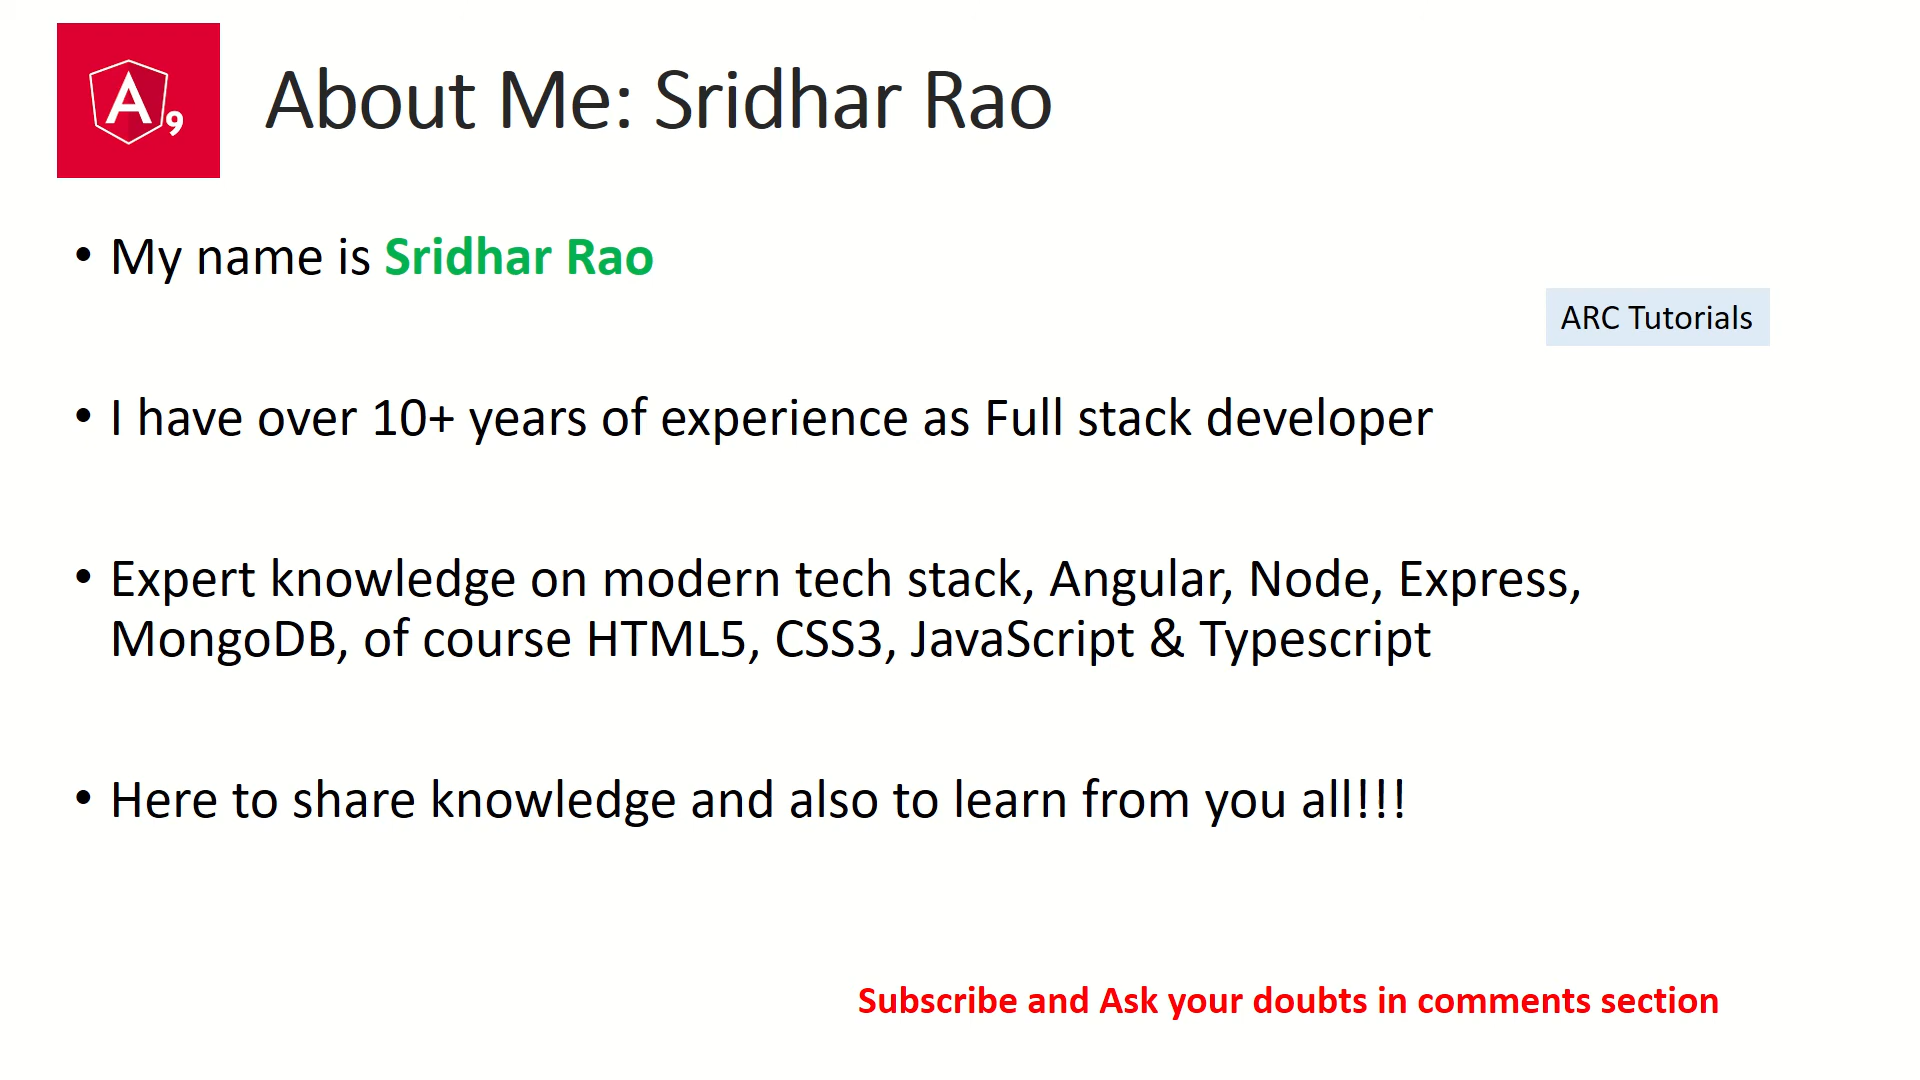 A9
About Me: Sridhar Rao
• My name is Sridhar Rao
ARC Tutorials
• I have over 10+ years of experience as Full stack developer
• Expert knowledge on modern tech stack, Angular, Node, Express,
MongoDB, of course HTML5, CSS3, JavaScript & Typescript
• Here to share knowledge and also to learn from you all!!!
Subscribe and Ask your doubts in comments section